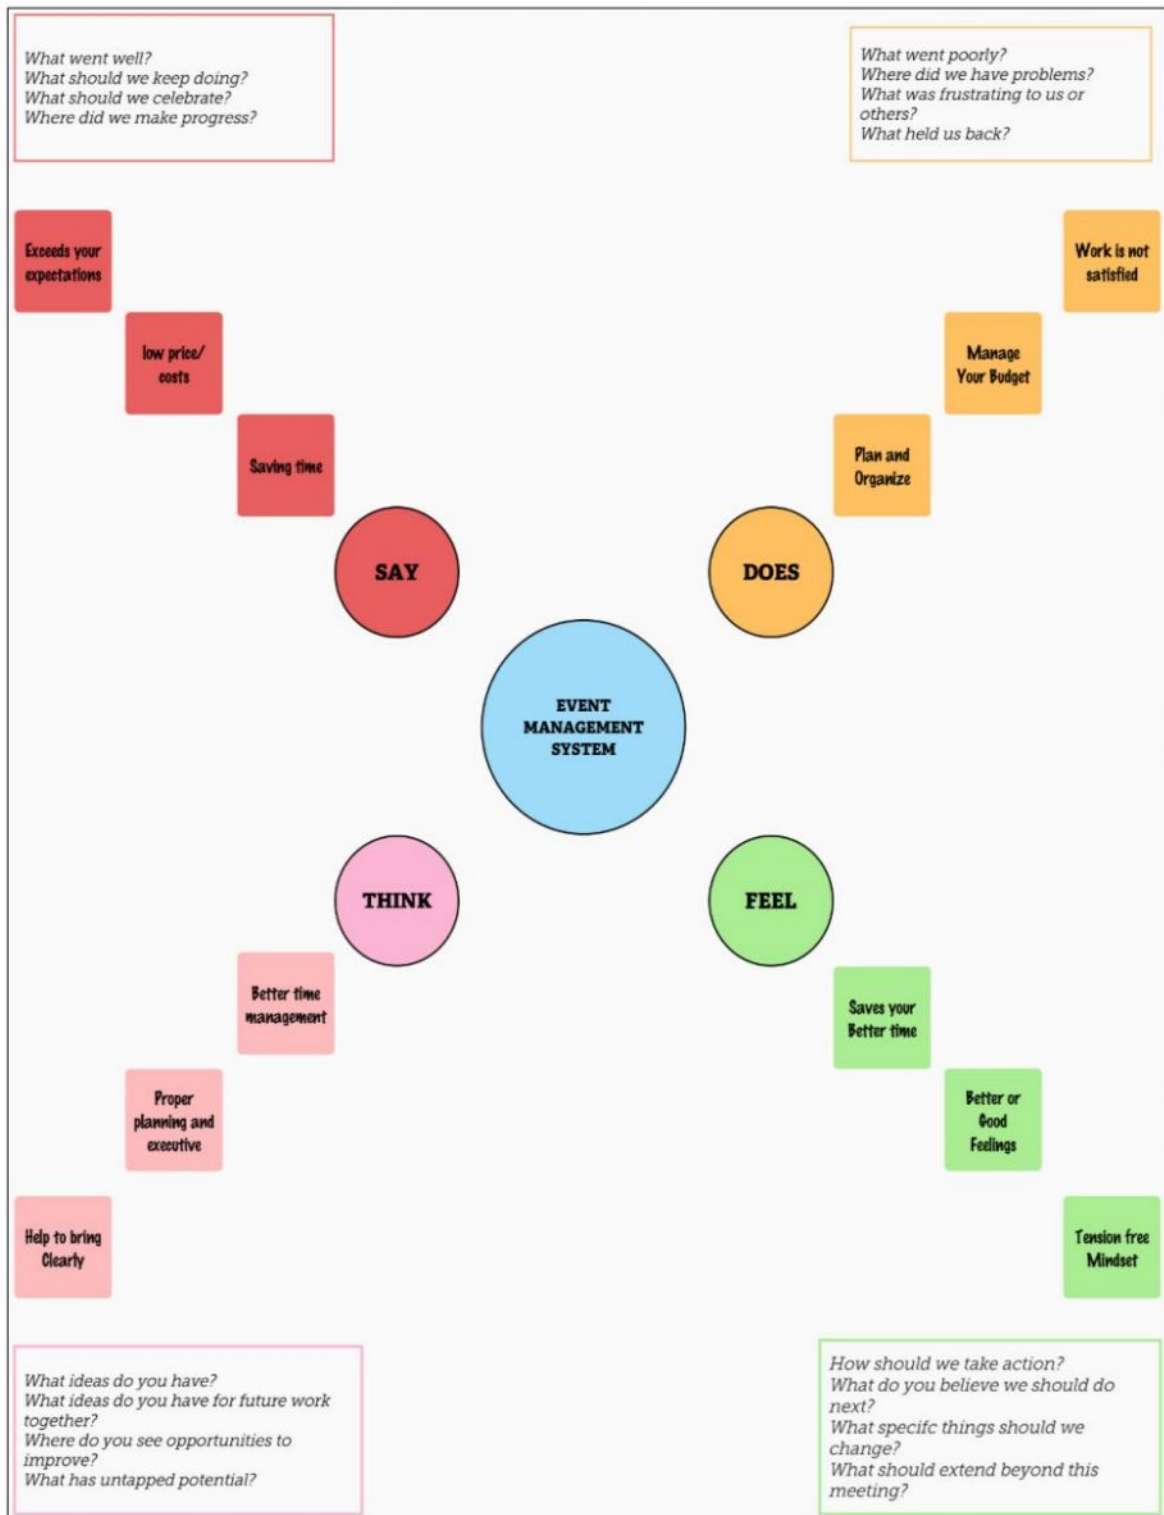 What went well?
What should we keep doing?
What should we celebrate?
Where did we make progress?
What went poorly?
Where did we have problems?
What was frustrating to us or
others?
What held us back?
Exceeds your
expectations
Work is not
satisfied
low price/
costs
Manage
Your Budget
Saving time
Plan and
Organize
SAY
DOES
EVENT
MANAGEMENT
SYSTEM
THINK
FEEL
Better time
management
Saves your
Better time
Proper
planning and
executive
Better or
Good
Feelings
Help to bring
Clearly
Tension free
Mindset
What ideas do you have?
What ideas do you have for future work
together?
Where do you see opportunities to
improve?
What has untapped potential?
How should we take action?
What do you believe we should do
next?
What specifc things should we
change?
What should extend beyond this
meeting?